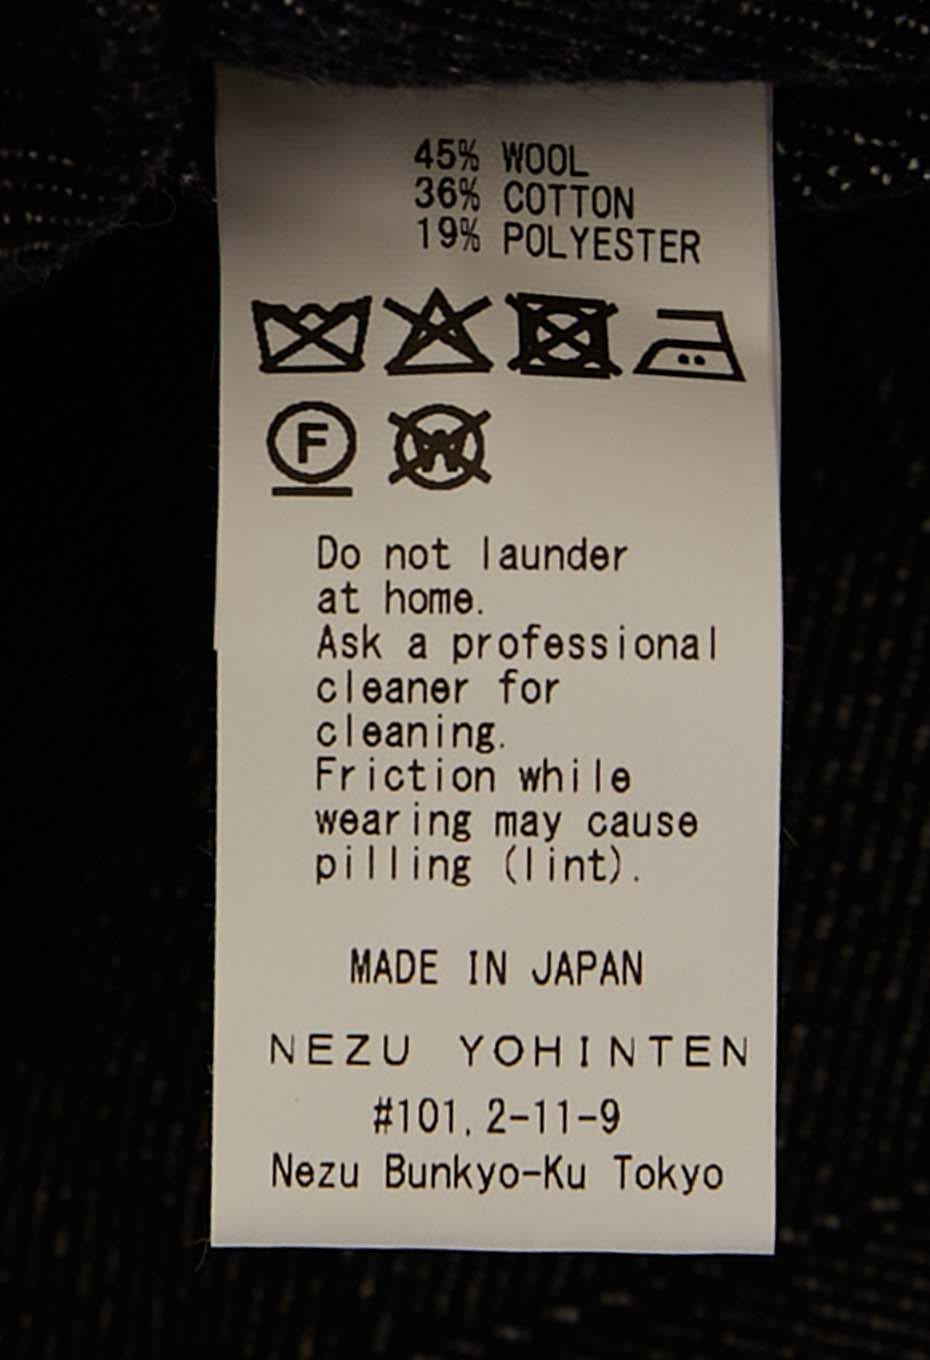 45% WOOL
36% COTTON
19% POLYESTER
F W
Do not launder
at home.
Ask a professional
cleaner for
cleaning.
Friction while
wearing may cause
pilling (lint).
MADE IN JAPAN
NEZU YOHINTEN
#101, 2-11-9
Nezu Bunkyo-Ku Tokyo